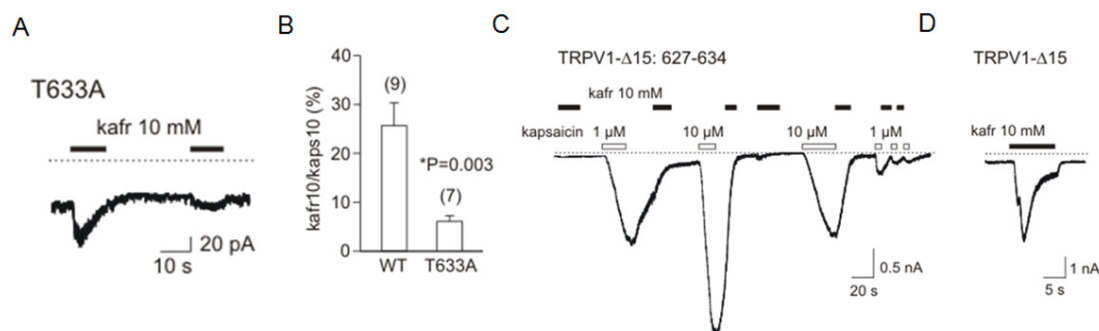 A
T633A
kafr 10 mM
20 pA
10 s
B
kafr10/kaps10 (%)
40
30
20
10
0
(9)
*P=0.003
(7)
WT T633A
C
TRPV1-Δ15: 627-634
kafr 10 mM
kapsaicin 1 μM 10 μM 10 μM 1 μM
0.5 nA
20 s
D
TRPV1-Δ15
kafr 10 mM
1 nA
5 s